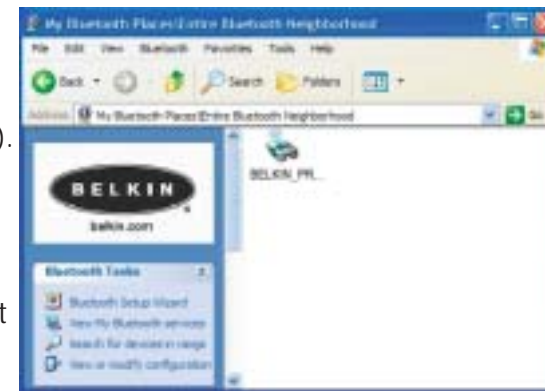 My Bluetooth Places\Entire Bluetooth Neighborhood
File Edit View Bluetooth Favorites Tools Help
Back Search Folders
Address My Bluetooth Places\Entire Bluetooth Neighborhood Go
).
BELKIN
belkin.com
BELKIN_PR...
Bluetooth Tasks
Bluetooth Setup Wizard
View My Bluetooth services
t
Search for devices in range
View or modify configuration